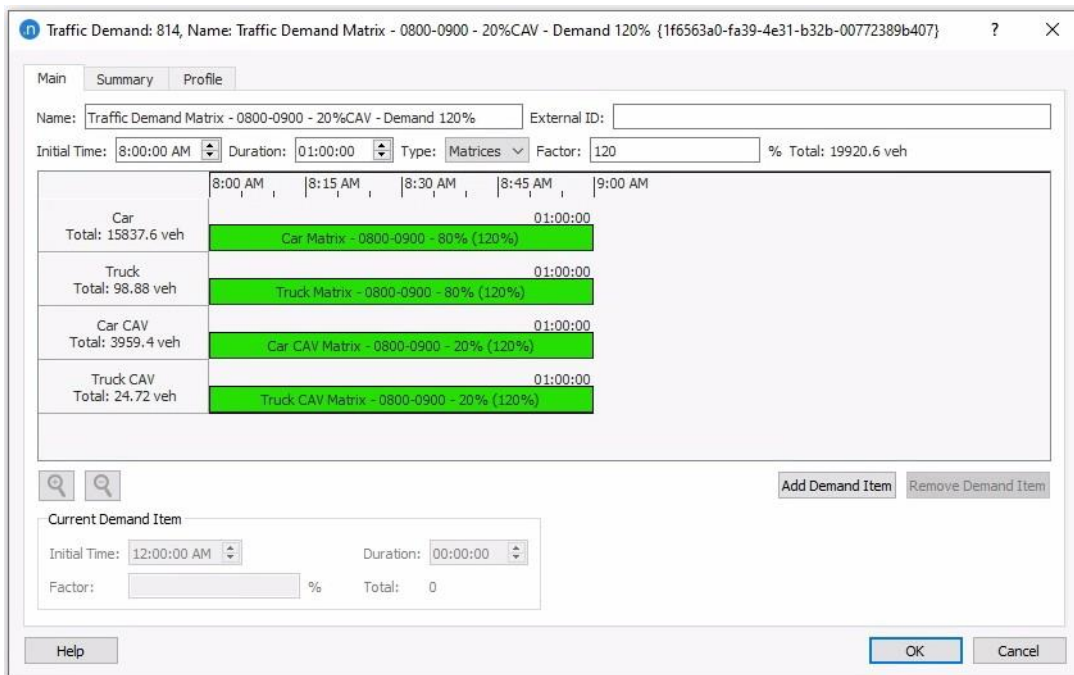 .n Traffic Demand: 814, Name: Traffic Demand Matrix - 0800-0900 - 20%CAV - Demand 120% {1f6563a0-fa39-4e31-b32b-00772389b407} ? X
Main Summary Profile
Name: Traffic Demand Matrix - 0800-0900 - 20%CAV - Demand 120% External ID:
Initial Time: 8:00:00 AM Duration: 01:00:00 Type: Matrices Factor: 120 % Total: 19920.6 veh
8:00 AM 8:15 AM 8:30 AM 8:45 AM 9:00 AM
Car
Total: 15837.6 veh
01:00:00
Car Matrix - 0800-0900 - 80% (120%)
Truck
Total: 98.88 veh
01:00:00
Truck Matrix - 0800-0900 - 80% (120%)
Car CAV
Total: 3959.4 veh
01:00:00
Car CAV Matrix - 0800-0900 - 20% (120%)
Truck CAV
Total: 24.72 veh
01:00:00
Truck CAV Matrix - 0800-0900 - 20% (120%)
Add Demand Item Remove Demand Item
Current Demand Item
Initial Time: 12:00:00 AM Duration: 00:00:00
Factor: % Total: 0
Help OK Cancel